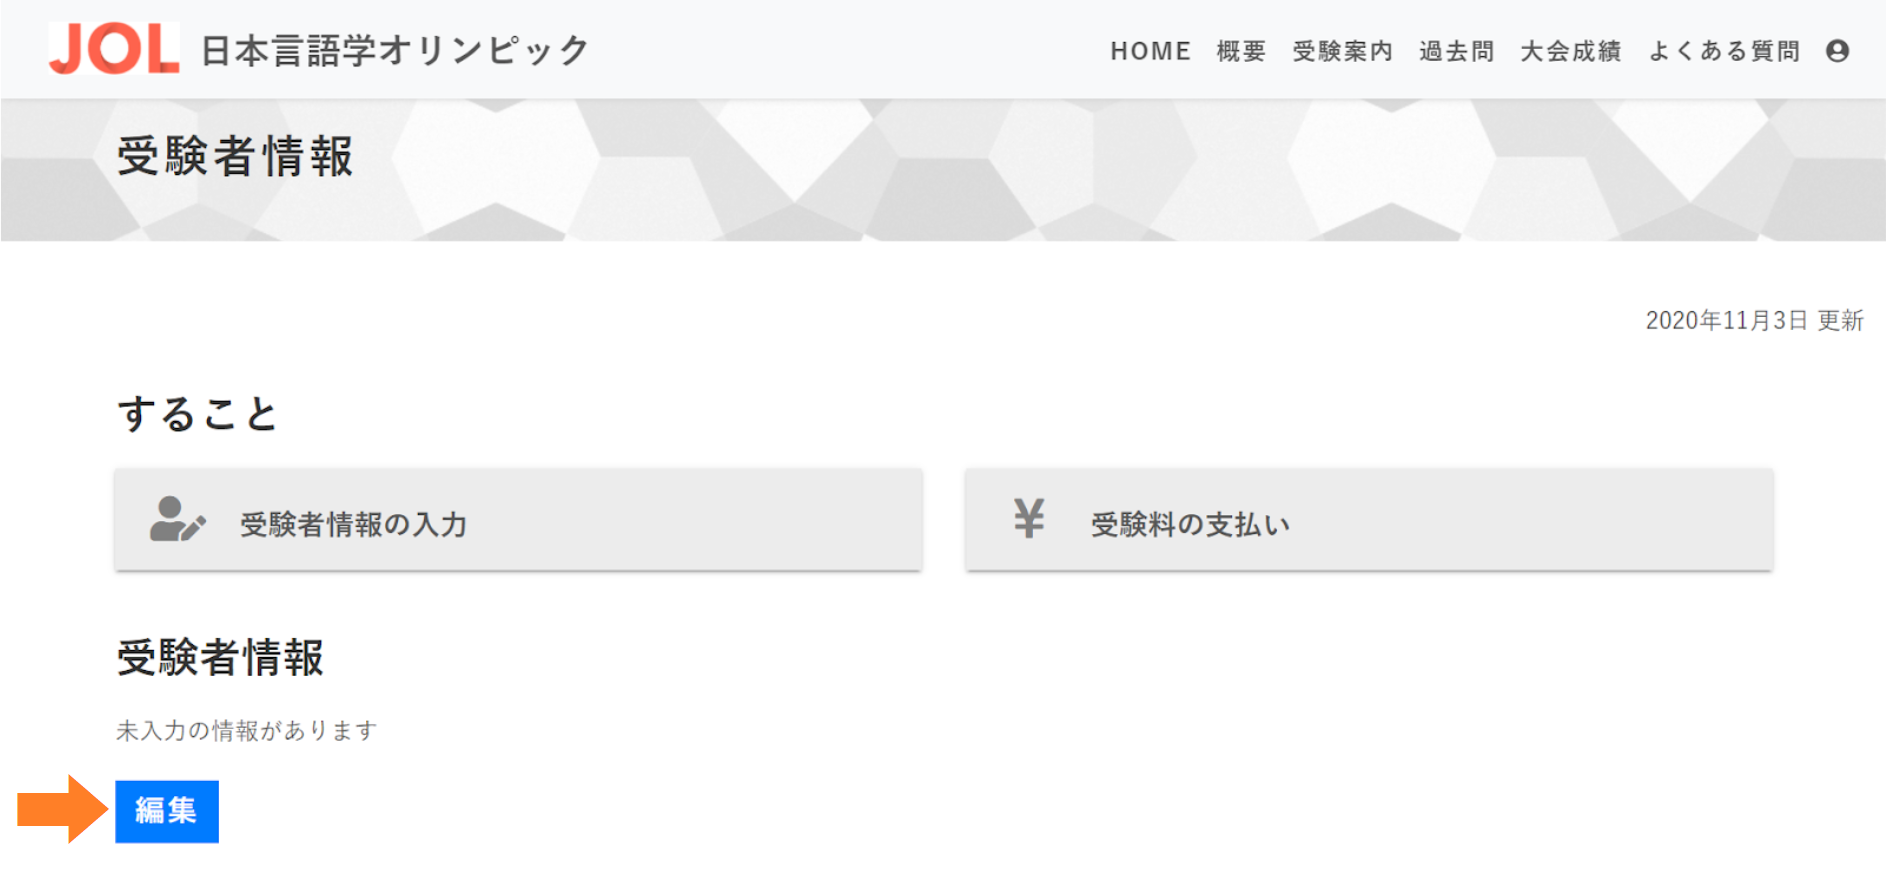 JOL 日本言語学オリンピック HOME 概要 受験案内 過去問 大会成績 よくある質問
受験者情報
2020年11月3日 更新
すること
受験者情報の入力
¥ 受験料の支払い
受験者情報
未入力の情報があります
編集